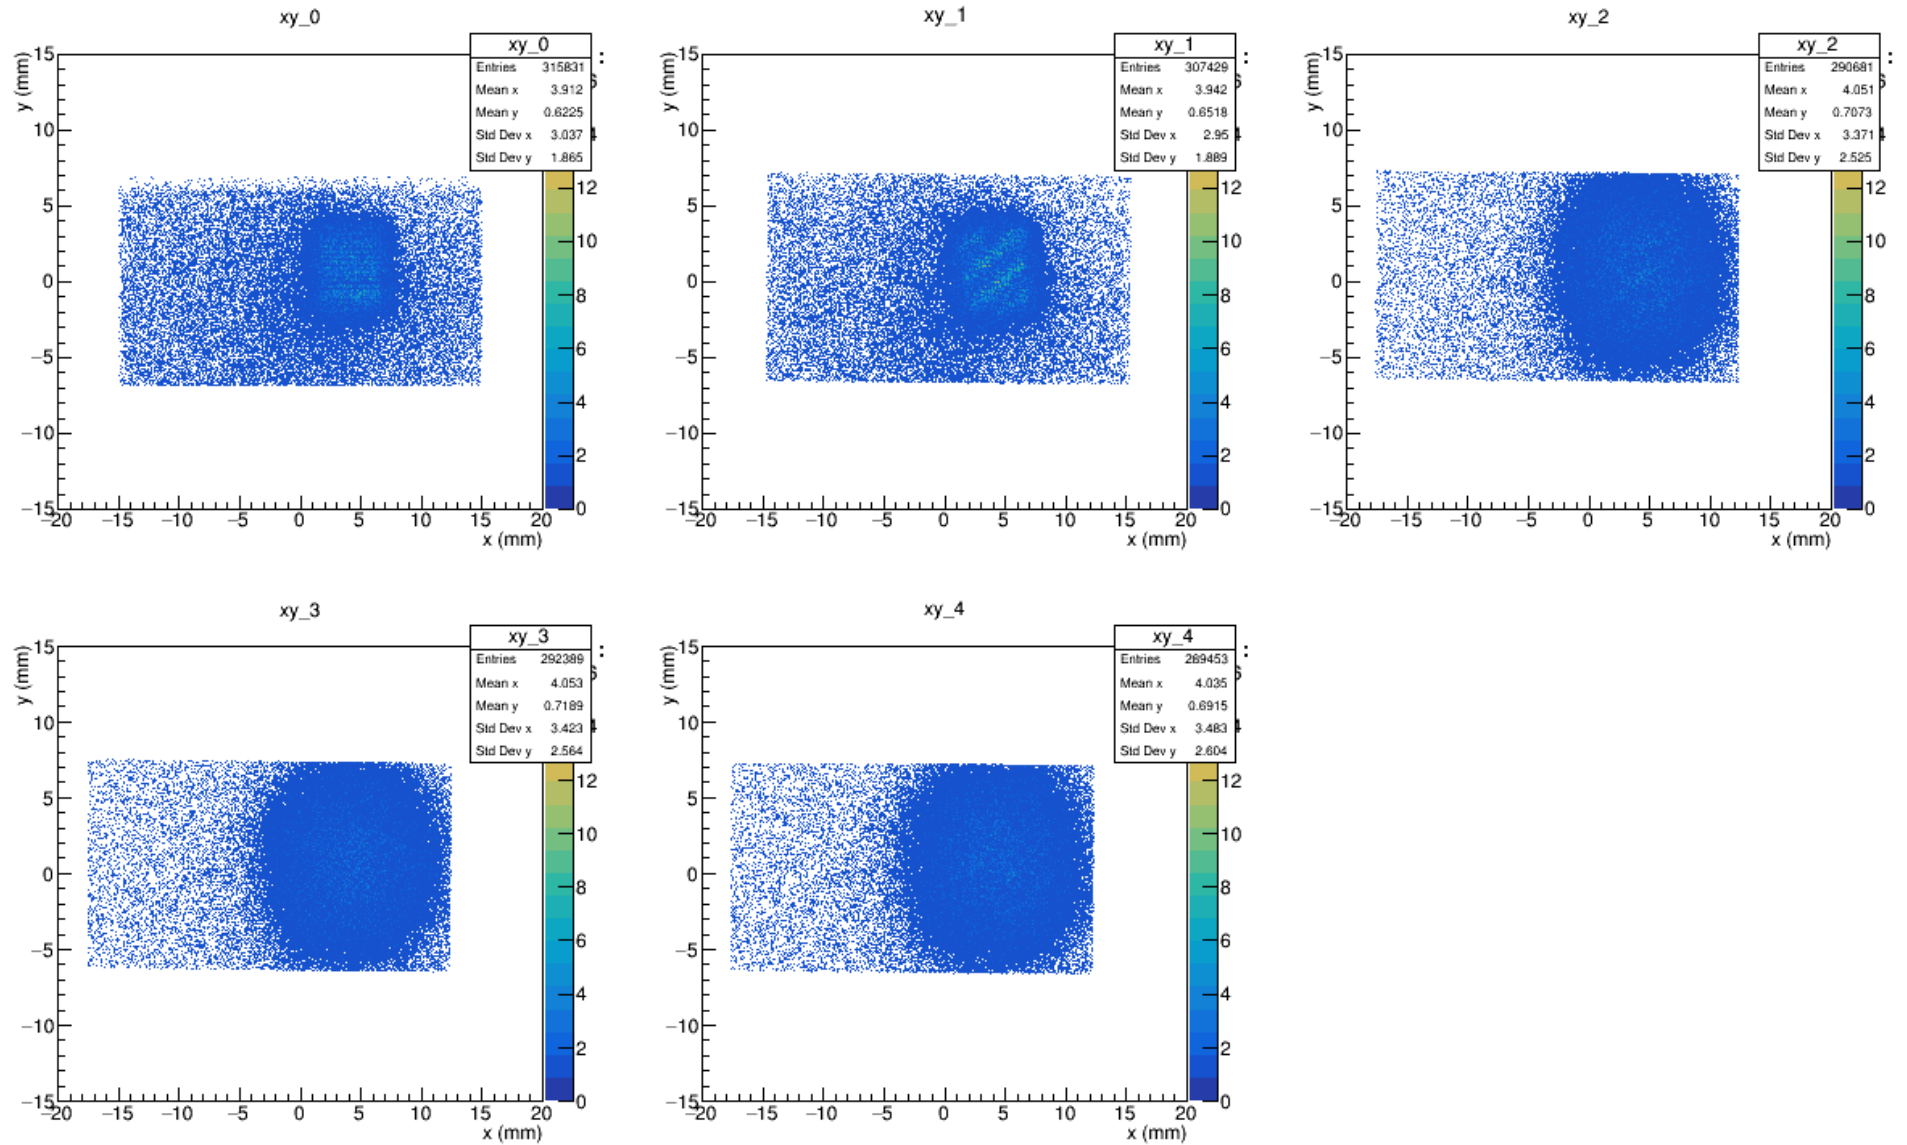 xy_0
xy_0
Entries 315831
Mean x 3.912
Mean y 0.6225
Std Dev x 3.037
Std Dev y 1.865
y (mm)
15
10
5
0
−5
−10
−15
−20 −15 −10 −5 0 5 10 15 20
x (mm)
12
10
8
6
4
2
0
xy_1
xy_1
Entries 307429
Mean x 3.942
Mean y 0.6518
Std Dev x 2.95
Std Dev y 1.889
y (mm)
15
10
5
0
−5
−10
−15
−20 −15 −10 −5 0 5 10 15 20
x (mm)
12
10
8
6
4
2
0
xy_2
xy_2
Entries 290681
Mean x 4.051
Mean y 0.7073
Std Dev x 3.371
Std Dev y 2.525
y (mm)
15
10
5
0
−5
−10
−15
−20 −15 −10 −5 0 5 10 15 20
x (mm)
12
10
8
6
4
2
0
xy_3
xy_3
Entries 292389
Mean x 4.053
Mean y 0.7189
Std Dev x 3.423
Std Dev y 2.564
y (mm)
15
10
5
0
−5
−10
−15
−20 −15 −10 −5 0 5 10 15 20
x (mm)
12
10
8
6
4
2
0
xy_4
xy_4
Entries 289453
Mean x 4.035
Mean y 0.6915
Std Dev x 3.483
Std Dev y 2.604
y (mm)
15
10
5
0
−5
−10
−15
−20 −15 −10 −5 0 5 10 15 20
x (mm)
12
10
8
6
4
2
0